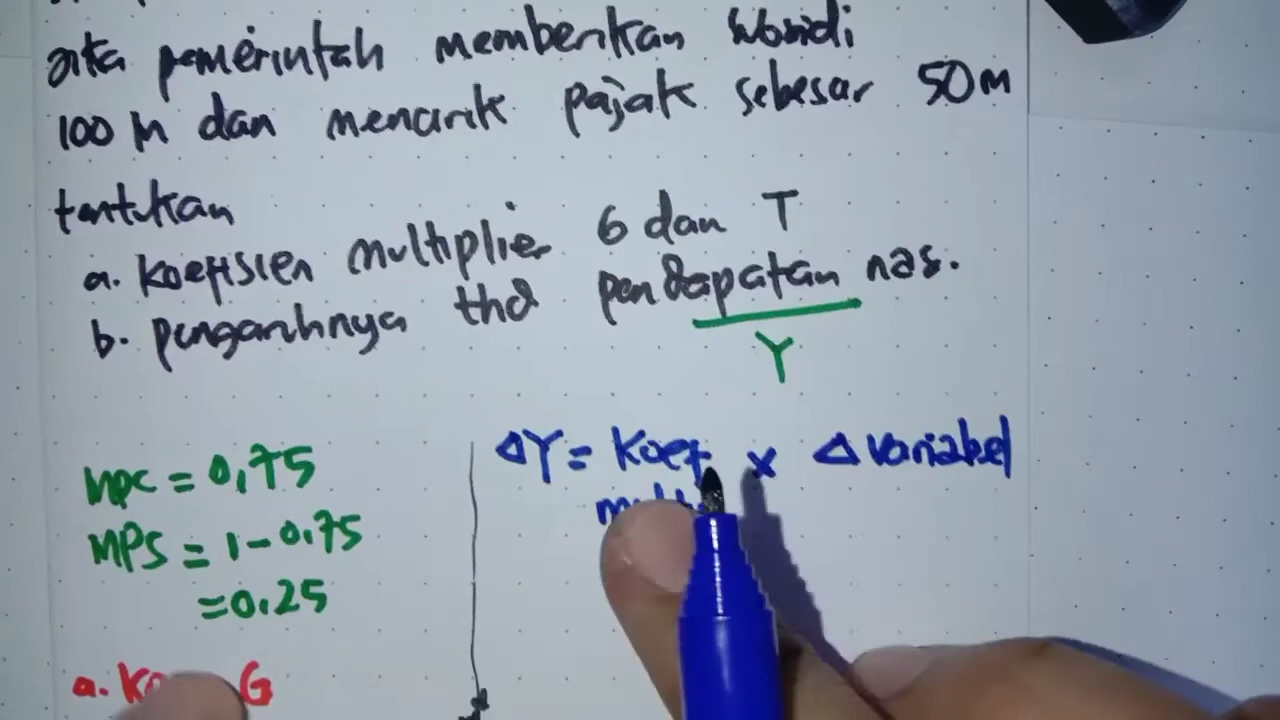 jika pemerintah memberikan subsidi
100 M dan menarik pajak sebesar 50 M
tentukan
a. Koefisien multiplier G dan T
b. pengaruhnya thd pendapatan nas.
Y
MPC = 0,75
MPS = 1 - 0.75
= 0.25
a. G
ΔY = Koef x Δ variabel